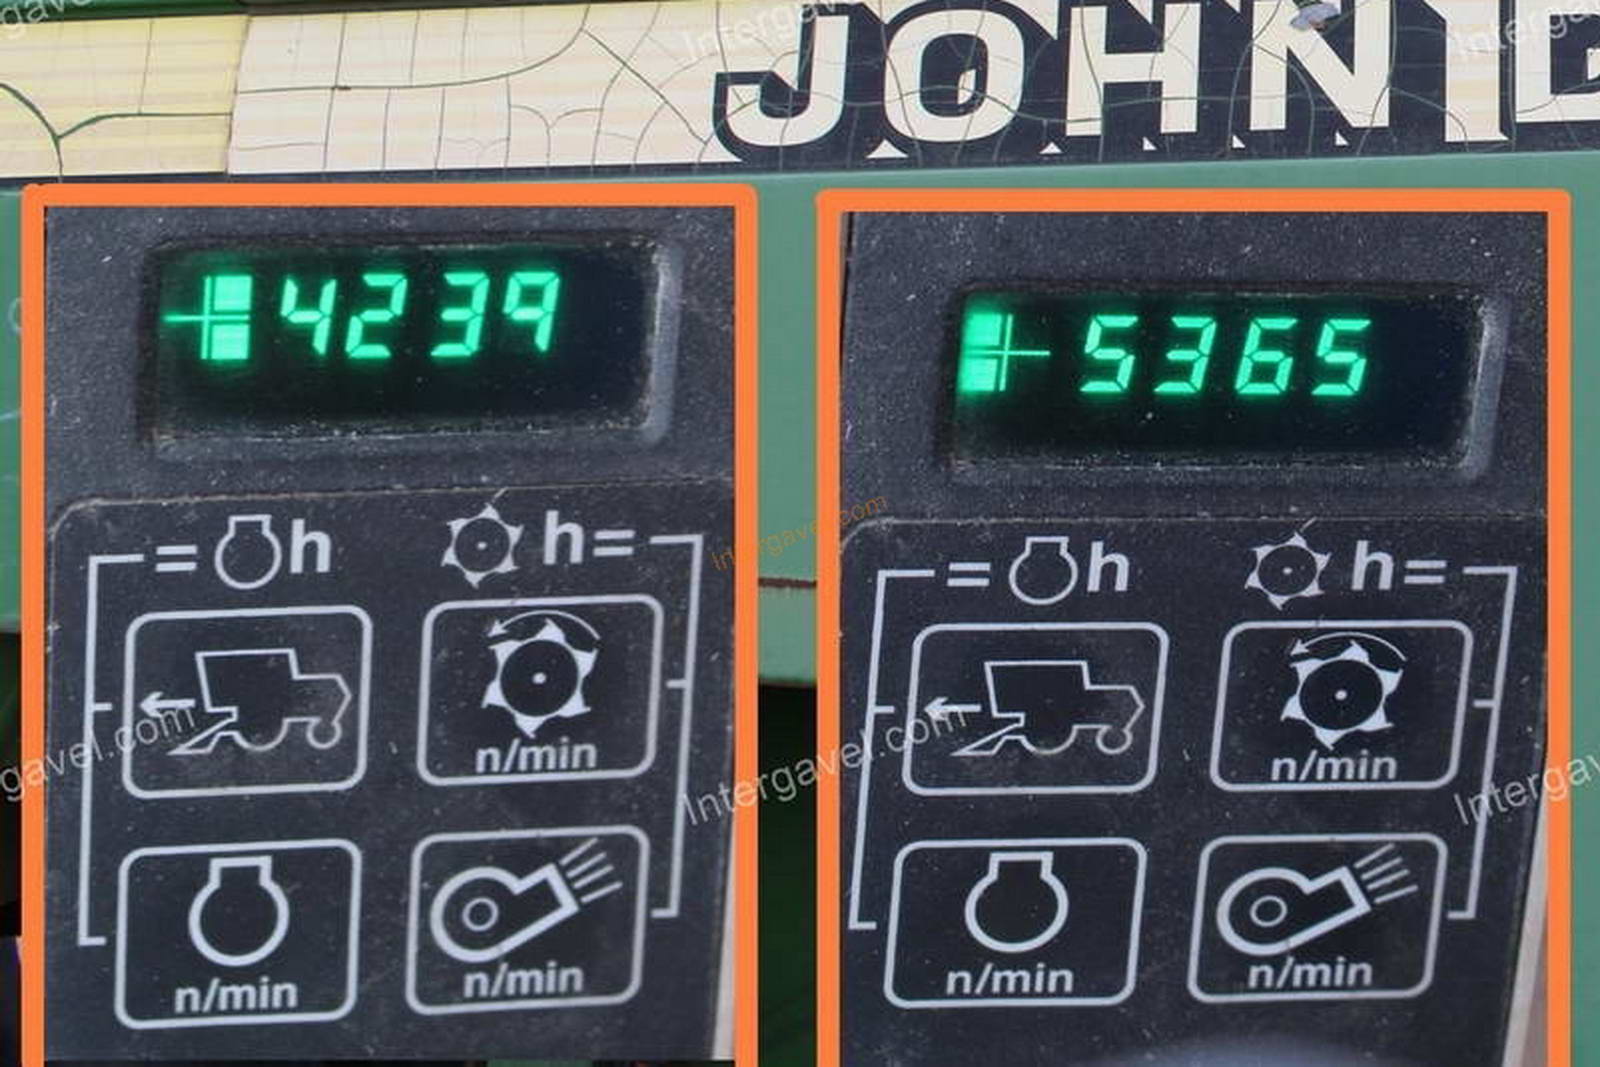 JOHN
4239
=h
h=
n/min
n/min
n/min
5365
=h
h=
n/min
n/min
n/min
Intergavel.com
Intergavel.com